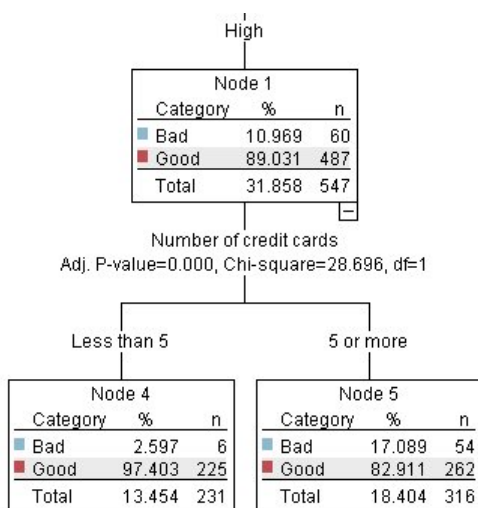 High
Node 1
Category % n
Bad 10.969 60
Good 89.031 487
Total 31.858 547
Number of credit cards
Adj. P-value=0.000, Chi-square=28.696, df=1
Less than 5
5 or more
Node 4
Category % n
Bad 2.597 6
Good 97.403 225
Total 13.454 231
Node 5
Category % n
Bad 17.089 54
Good 82.911 262
Total 18.404 316